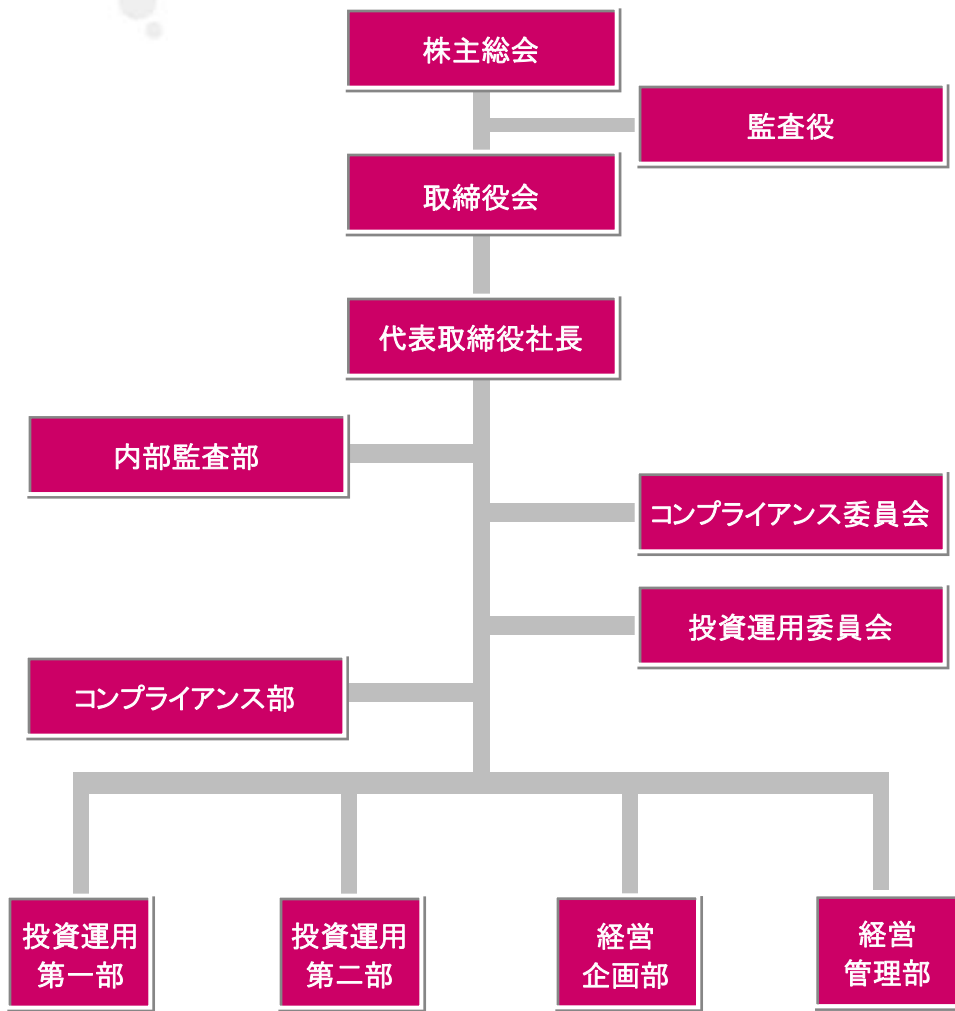 株主総会
監査役
取締役会
代表取締役社長
内部監査部
コンプライアンス委員会
投資運用委員会
コンプライアンス部
投資運用
第一部
投資運用
第二部
経営
企画部
経営
管理部